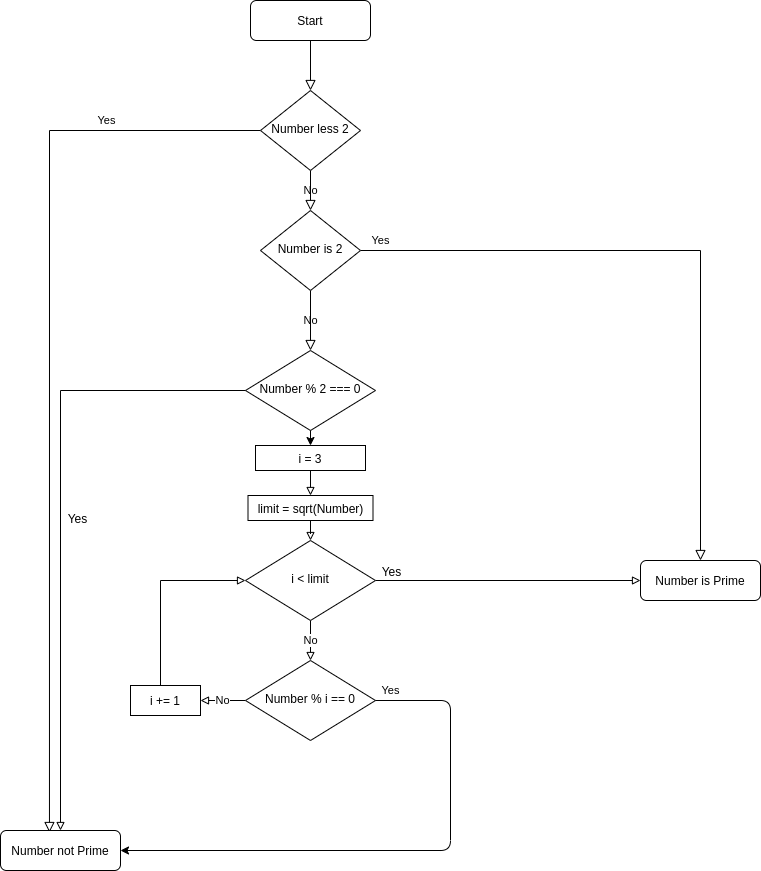 Start
Yes
Number less 2
No
Number is 2
Yes
No
Number % 2 === 0
i = 3
limit = sqrt(Number)
Yes
i < limit
Yes
Number is Prime
No
Number % i == 0
Yes
No
i += 1
Number not Prime